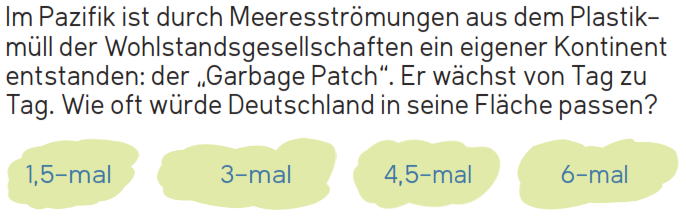 Im Pazifik ist durch Meeresströmungen aus dem Plastik-
müll der Wohlstandsgesellschaften ein eigener Kontinent
entstanden: der „Garbage Patch“. Er wächst von Tag zu
Tag. Wie oft würde Deutschland in seine Fläche passen?
1,5-mal 3-mal 4,5-mal 6-mal